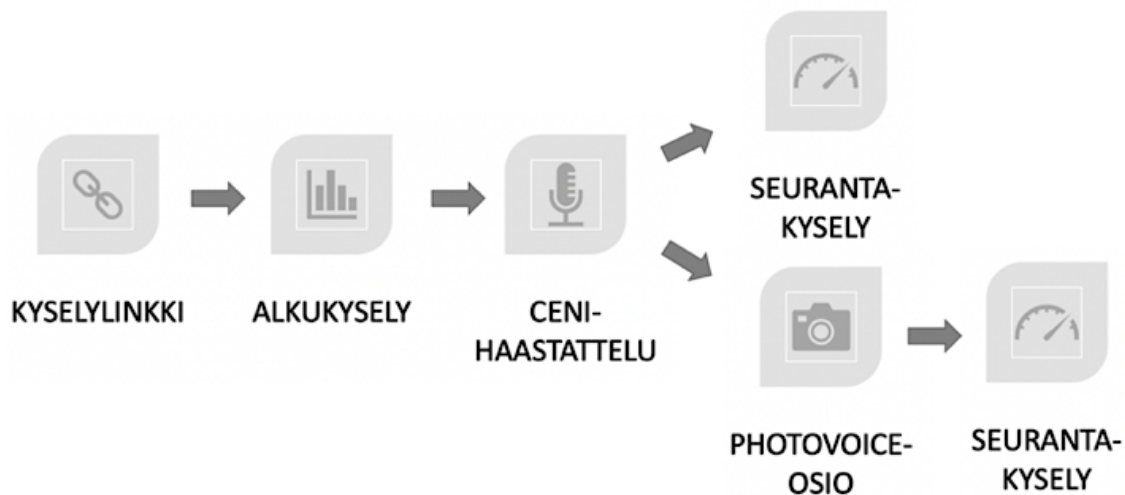 KYSELYLINKKI
ALKUKYSELY
CENI-
HAASTATTELU
SEURANTA-
KYSELY
PHOTOVOICE-
OSIO
SEURANTA-
KYSELY